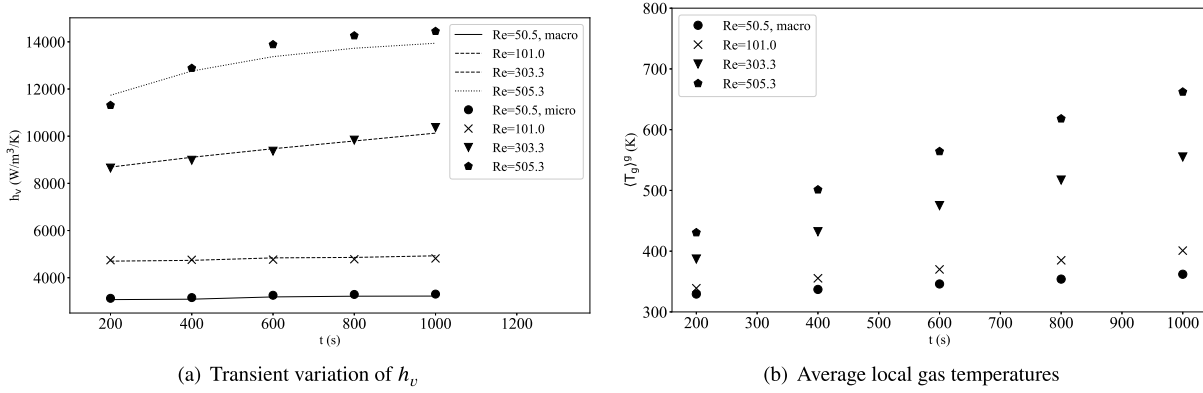 14000
12000
10000
8000
6000
4000
h_v (W/m³/K)
200 400 600 800 1000 1200
t (s)
Re=50.5, macro
Re=101.0
Re=303.3
Re=505.3
Re=50.5, micro
Re=101.0
Re=303.3
Re=505.3
(a) Transient variation of h_v
800
700
600
500
400
300
⟨T_g⟩^g (K)
200 300 400 500 600 700 800 900 1000
t (s)
Re=50.5, macro
Re=101.0
Re=303.3
Re=505.3
(b) Average local gas temperatures